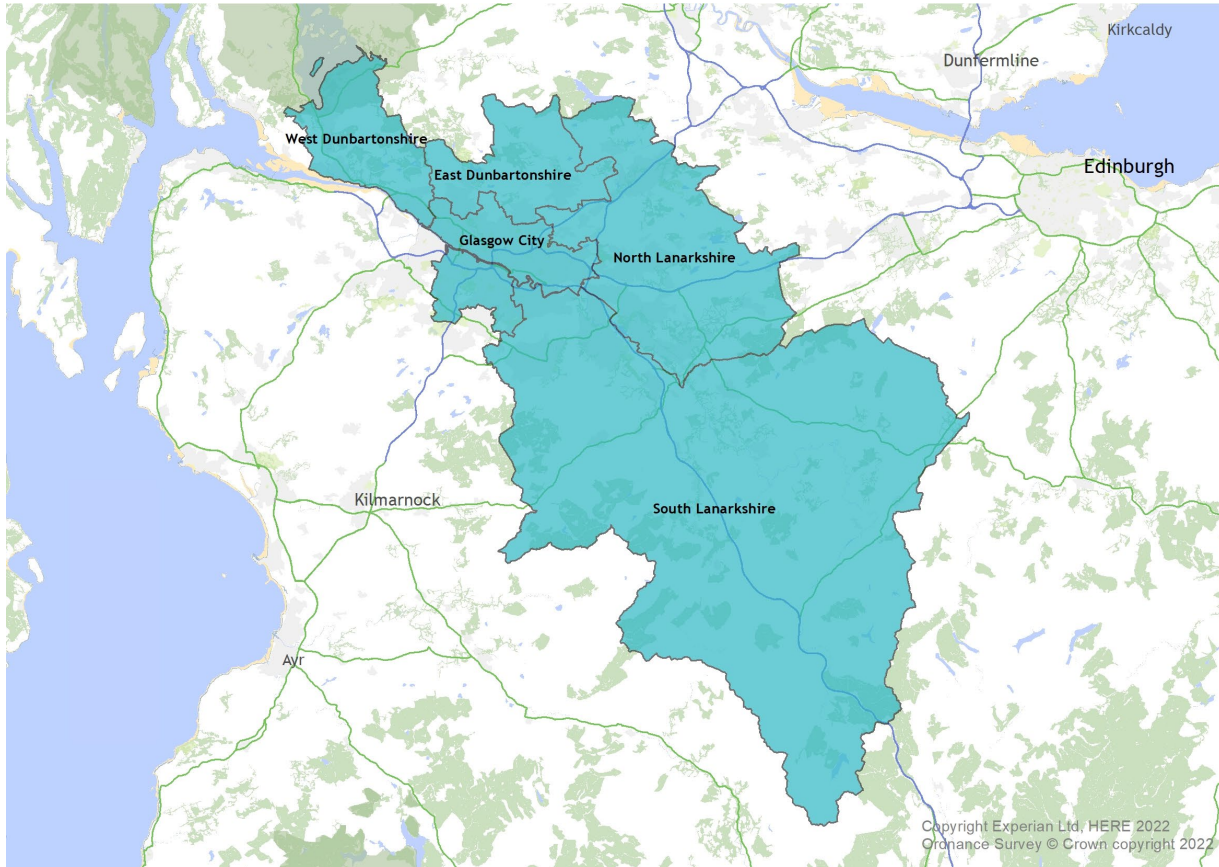 Kirkcaldy
Dunfermline
West Dunbartonshire
Edinburgh
East Dunbartonshire
Glasgow City
North Lanarkshire
Kilmarnock
South Lanarkshire
Ayr
Copyright Experian Ltd, HERE 2022
Ordnance Survey © Crown copyright 2022